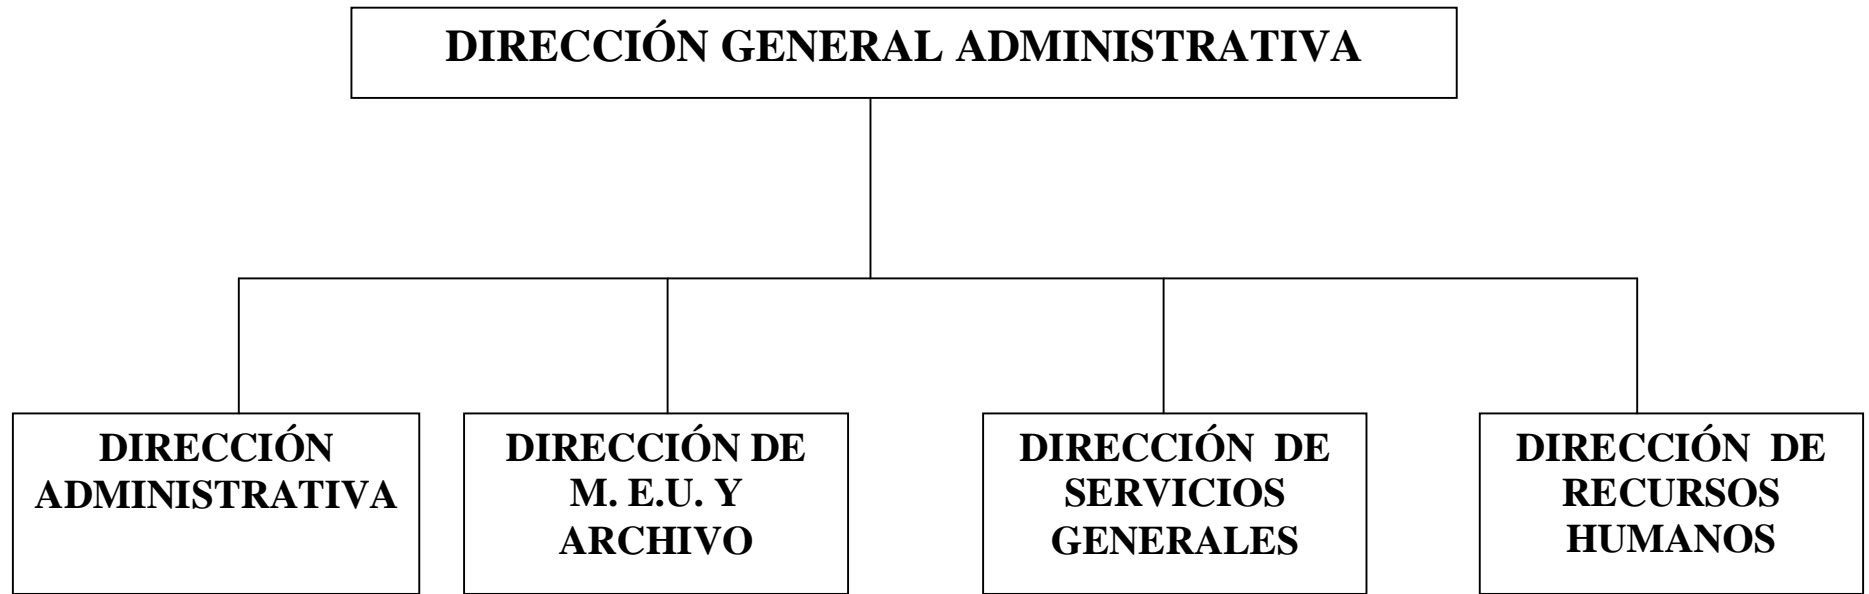 DIRECCIÓN GENERAL ADMINISTRATIVA
DIRECCIÓN
ADMINISTRATIVA
DIRECCIÓN DE
M. E.U. Y
ARCHIVO
DIRECCIÓN DE
SERVICIOS
GENERALES
DIRECCIÓN DE
RECURSOS
HUMANOS